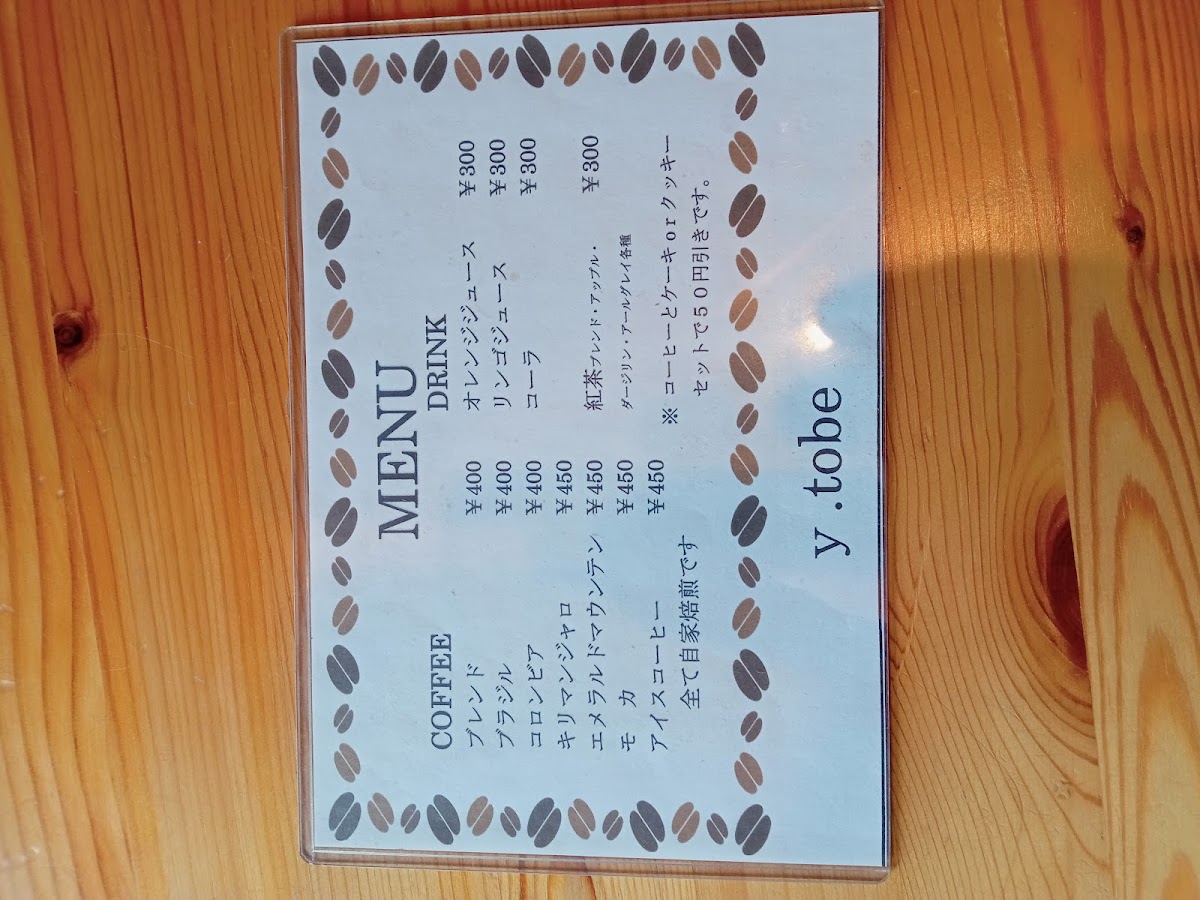 MENU
COFFEE
ブレンド ¥400
ブラジル ¥400
コロンビア ¥400
キリマンジャロ ¥450
エメラルドマウンテン ¥450
モ カ ¥450
アイスコーヒー ¥450
全て自家焙煎です
DRINK
オレンジジュース ¥300
リンゴジュース ¥300
コーラ ¥300
紅茶ブレンド・アップル・ ¥300
ダージリン・アールグレイ各種
※ コーヒーとケーキorクッキー
セットで50円引きです。
y .tobe